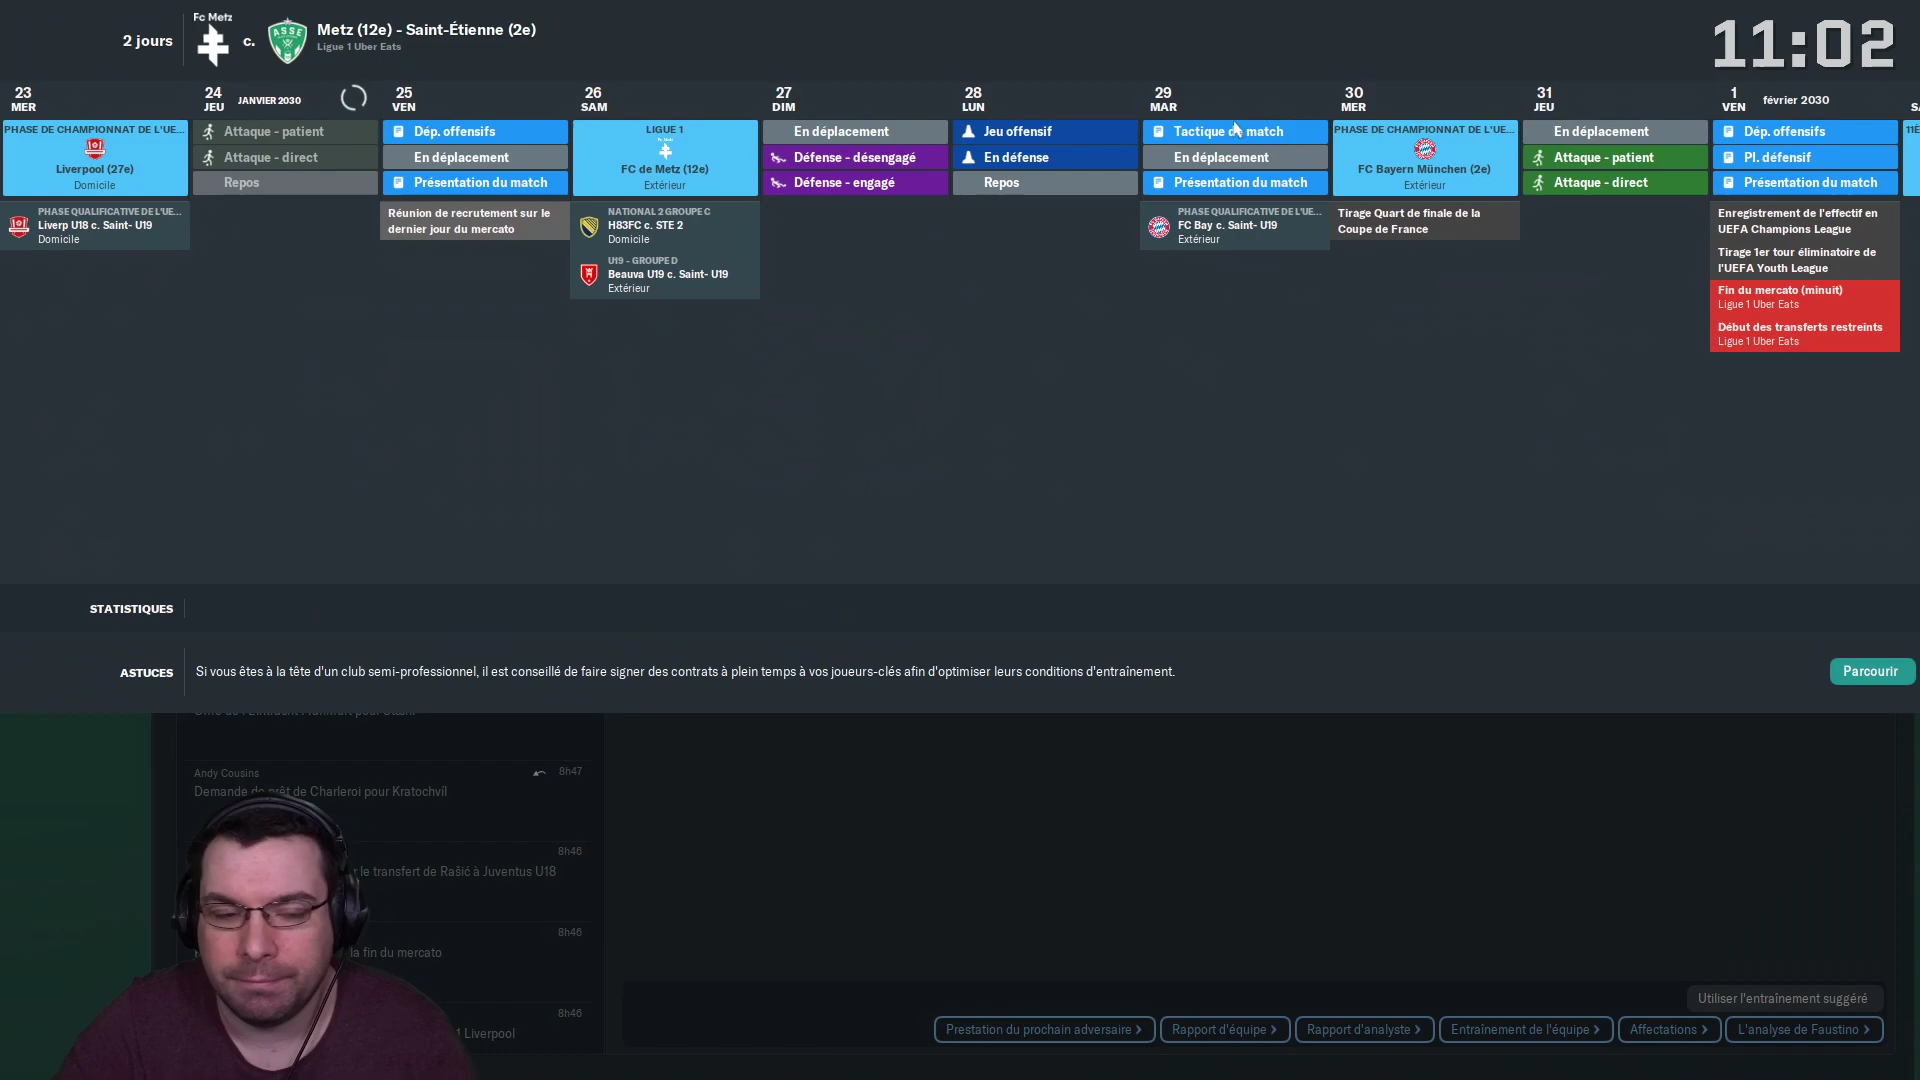 2 jours
Fc Metz
c.
ASSE
Metz (12e) - Saint-Étienne (2e)
Ligue 1 Uber Eats
11:02
23
MER
PHASE DE CHAMPIONNAT DE L'UE...
Liverpool (27e)
Domicile
PHASE QUALIFICATIVE DE L'UE...
Liverp U18 c. Saint- U19
Domicile
24
JEU
JANVIER 2030
Attaque - patient
Attaque - direct
Repos
25
VEN
Dép. offensifs
En déplacement
Présentation du match
Réunion de recrutement sur le
dernier jour du mercato
26
SAM
LIGUE 1
FC de Metz (12e)
Extérieur
NATIONAL 2 GROUPE C
H83FC c. STE 2
Domicile
U19 - GROUPE D
Beauva U19 c. Saint- U19
Extérieur
27
DIM
En déplacement
Défense - désengagé
Défense - engagé
28
LUN
Jeu offensif
En défense
Repos
29
MAR
Tactique de match
En déplacement
Présentation du match
PHASE QUALIFICATIVE DE L'UE...
FC Bay c. Saint- U19
Extérieur
30
MER
PHASE DE CHAMPIONNAT DE L'UE...
FC Bayern München (2e)
Extérieur
Tirage Quart de finale de la
Coupe de France
31
JEU
En déplacement
Attaque - patient
Attaque - direct
1
VEN
février 2030
Dép. offensifs
Pl. défensif
Présentation du match
Enregistrement de l'effectif en
UEFA Champions League
Tirage 1er tour éliminatoire de
l'UEFA Youth League
Fin du mercato (minuit)
Ligue 1 Uber Eats
Début des transferts restreints
Ligue 1 Uber Eats
STATISTIQUES
ASTUCES
Si vous êtes à la tête d'un club semi-professionnel, il est conseillé de faire signer des contrats à plein temps à vos joueurs-clés afin d'optimiser leurs conditions d'entraînement.
Parcourir
Andy Cousins
8h47
Demande de prêt de Charleroi pour Kratochvíl
8h46
le transfert de Rašić à Juventus U18
8h46
la fin du mercato
8h46
1 Liverpool
Utiliser l'entraînement suggéré
Prestation du prochain adversaire
Rapport d'équipe
Rapport d'analyste
Entraînement de l'équipe
Affectations
L'analyse de Faustino